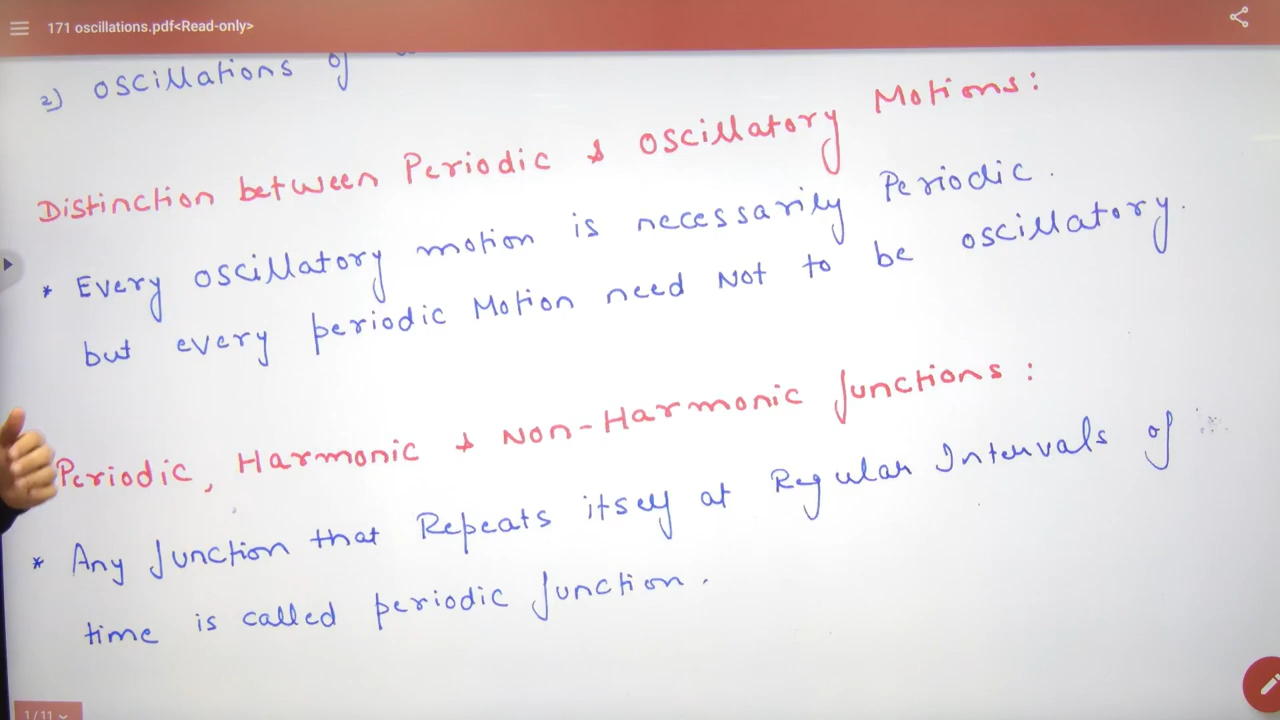 171 oscillations.pdf<Read-only>
2) Oscillations of
Distinction between Periodic & Oscillatory Motions:
* Every oscillatory motion is necessarily Periodic.
but every periodic Motion need Not to be oscillatory.
Periodic, Harmonic & Non-Harmonic functions:
* Any function that Repeats itself at Regular Intervals of
time is called periodic function.
1/11